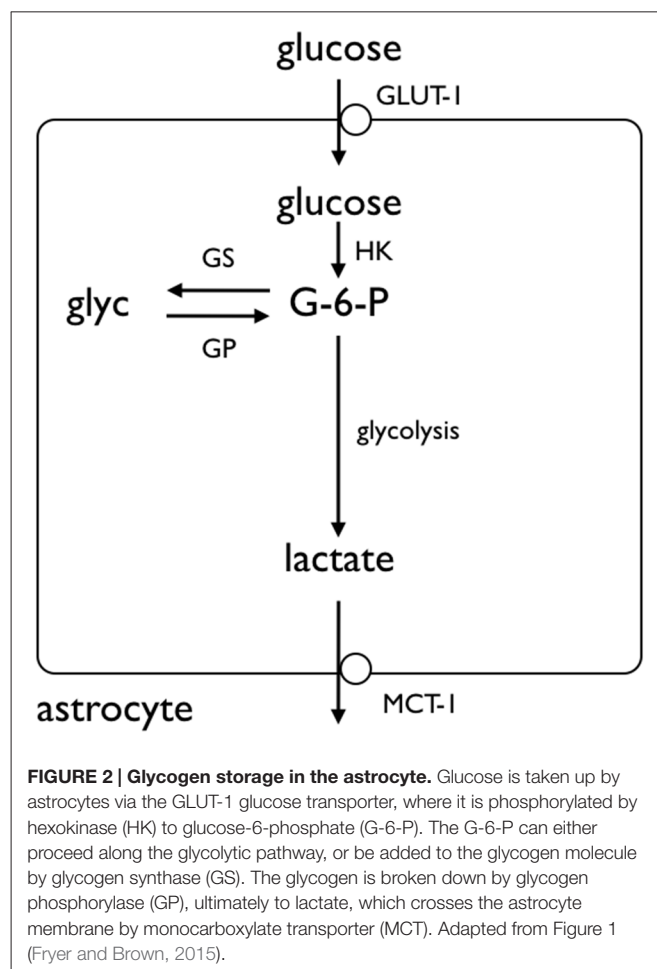 glucose
GLUT-1
glucose
HK
GS
glyc
G-6-P
GP
glycolysis
lactate
MCT-1
astrocyte
FIGURE 2 | Glycogen storage in the astrocyte. Glucose is taken up by
astrocytes via the GLUT-1 glucose transporter, where it is phosphorylated by
hexokinase (HK) to glucose-6-phosphate (G-6-P). The G-6-P can either
proceed along the glycolytic pathway, or be added to the glycogen molecule
by glycogen synthase (GS). The glycogen is broken down by glycogen
phosphorylase (GP), ultimately to lactate, which crosses the astrocyte
membrane by monocarboxylate transporter (MCT). Adapted from Figure 1
(Fryer and Brown, 2015).